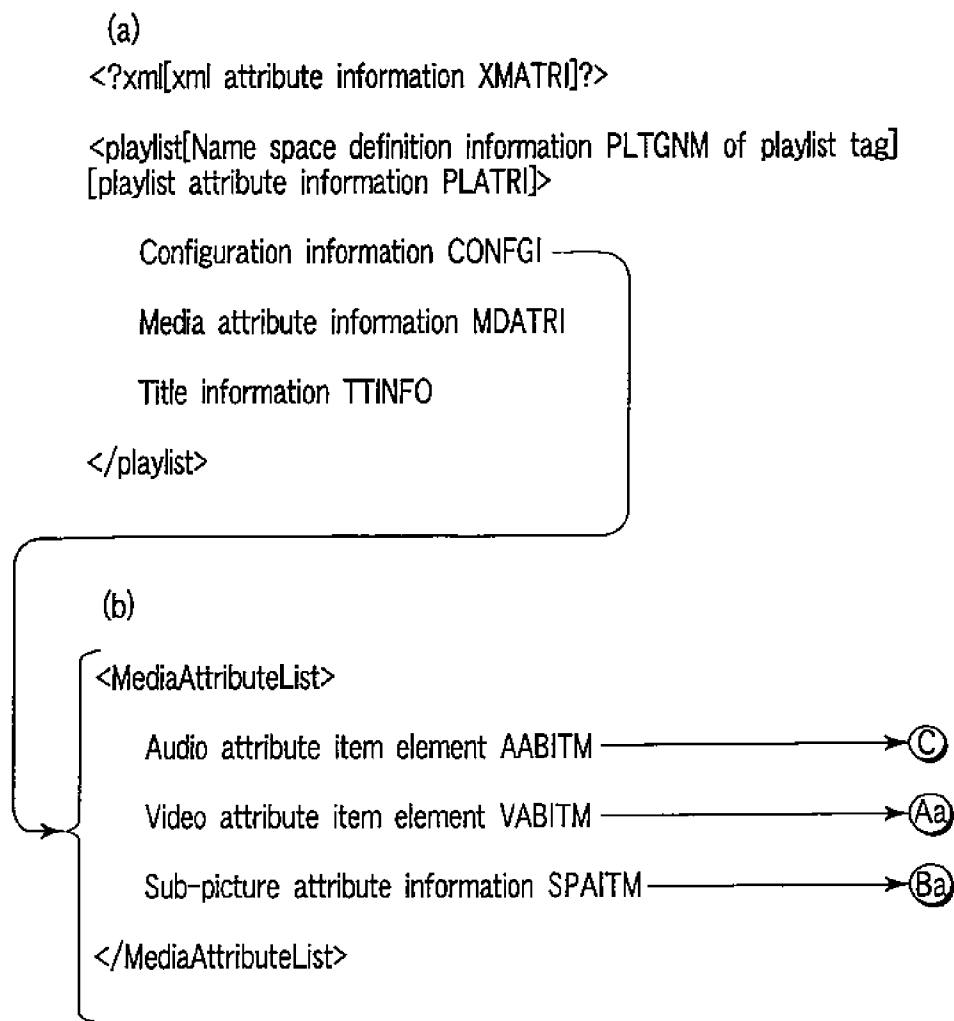 (a)
<?xml[xml attribute information XMATRI]?>
<playlist[Name space definition information PLTGNM of playlist tag]
[playlist attribute information PLATRI]>
Configuration information CONFGI
Media attribute information MDATRI
Title information TTINFO
</playlist>
(b)
<MediaAttributeList>
Audio attribute item element AABITM C
Video attribute item element VABITM Aa
Sub-picture attribute information SPAITM Ba
</MediaAttributeList>